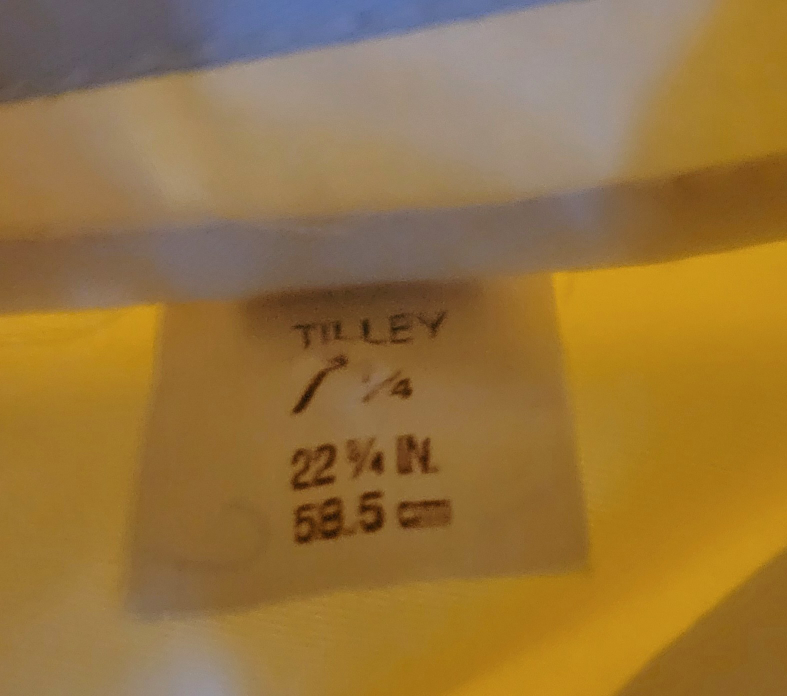 TILLEY
7 1/4
22 3/4 IN.
58.5 cm